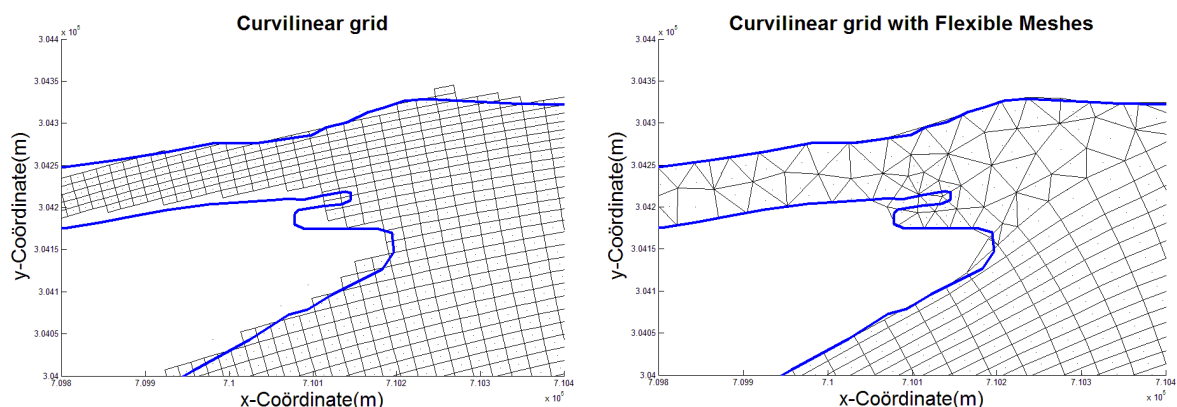 Curvilinear grid
x 10^5
3.044
3.0435
3.043
3.0425
3.042
3.0415
3.041
3.0405
3.04
y-Coördinate(m)
7.098 7.099 7.1 7.101 7.102 7.103 7.104
x-Coördinate(m)
x 10^5
Curvilinear grid with Flexible Meshes
x 10^5
3.044
3.0435
3.043
3.0425
3.042
3.0415
3.041
3.0405
3.04
y-Coördinate(m)
7.098 7.099 7.1 7.101 7.102 7.103 7.104
x-Coördinate(m)
x 10^5